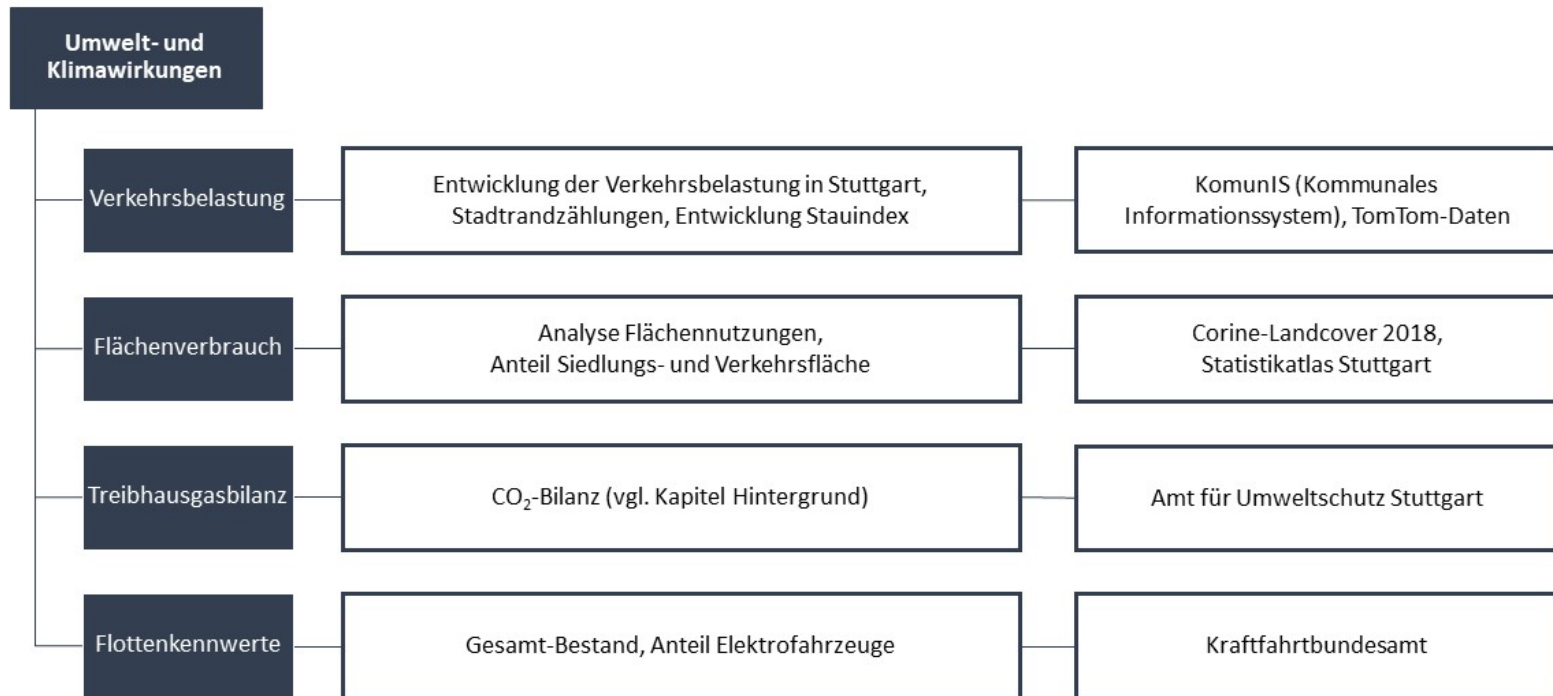 Umwelt- und
Klimawirkungen
Verkehrsbelastung
Entwicklung der Verkehrsbelastung in Stuttgart,
Stadtrandzählungen, Entwicklung Stauindex
KomunIS (Kommunales
Informationssystem), TomTom-Daten
Flächenverbrauch
Analyse Flächennutzungen,
Anteil Siedlungs- und Verkehrsfläche
Corine-Landcover 2018,
Statistikatlas Stuttgart
Treibhausgasbilanz
CO₂-Bilanz (vgl. Kapitel Hintergrund)
Amt für Umweltschutz Stuttgart
Flottenkennwerte
Gesamt-Bestand, Anteil Elektrofahrzeuge
Kraftfahrtbundesamt